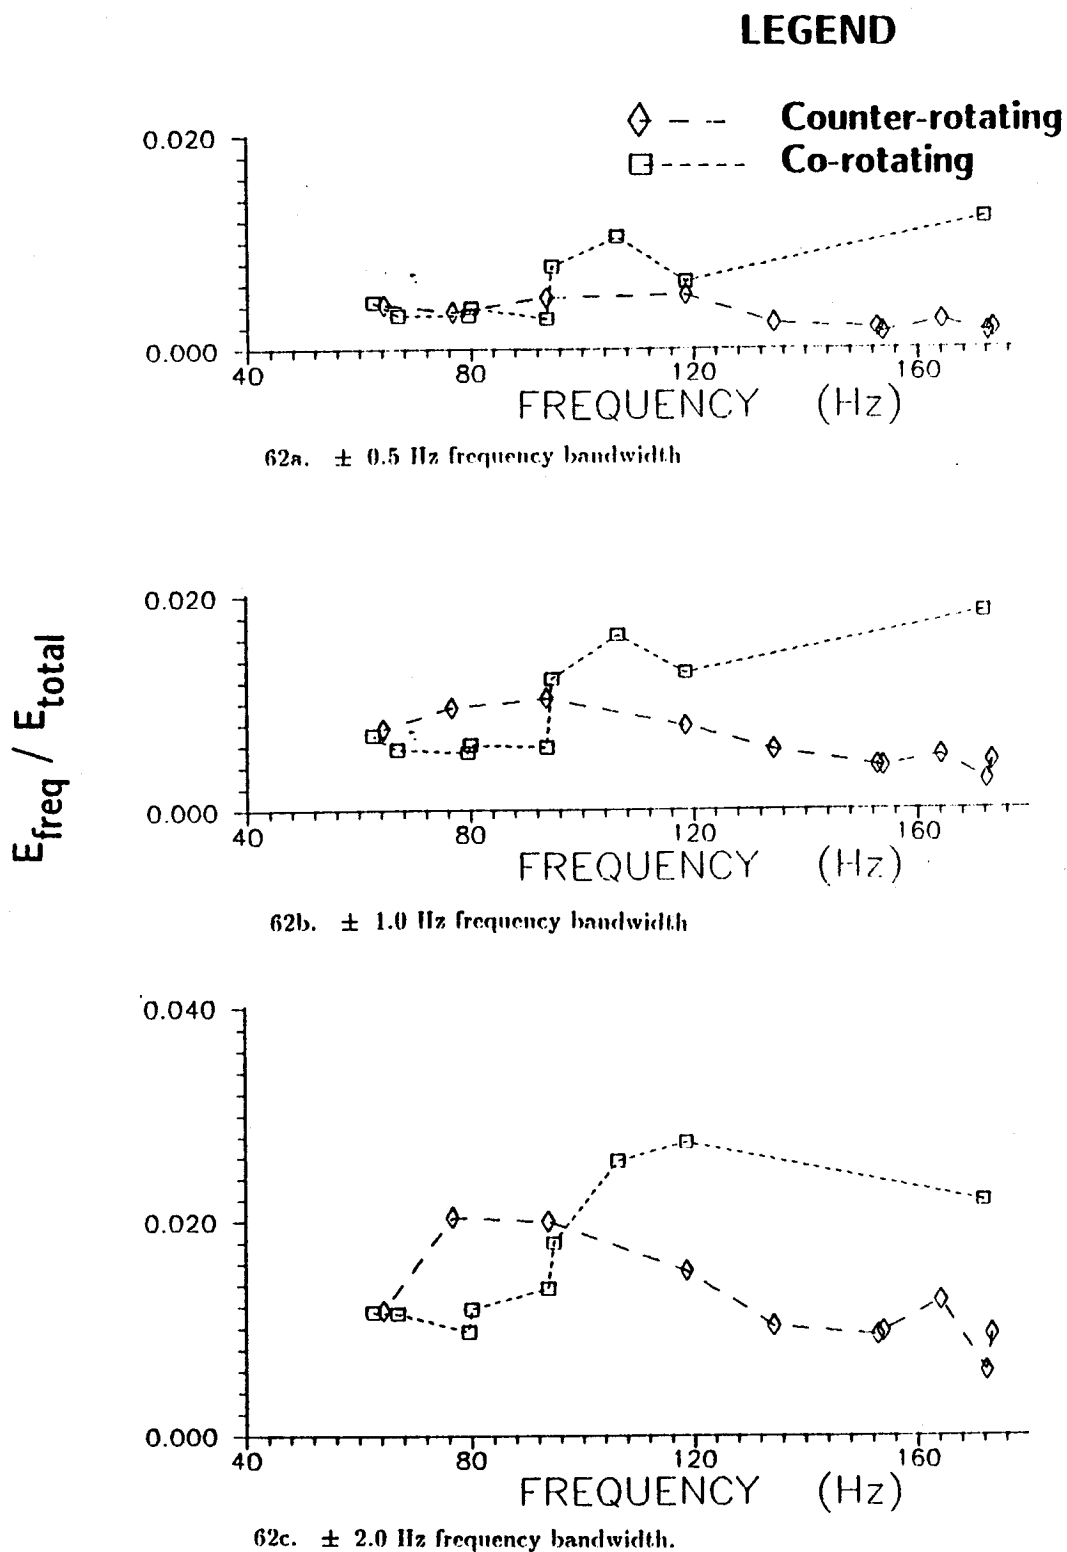 LEGEND
Counter-rotating
Co-rotating
0.020
0.000
40 80 120 160
FREQUENCY (Hz)
62a. ± 0.5 Hz frequency bandwidth
E freq / E total
0.020
0.000
40 80 120 160
FREQUENCY (Hz)
62b. ± 1.0 Hz frequency bandwidth
0.040
0.020
0.000
40 80 120 160
FREQUENCY (Hz)
62c. ± 2.0 Hz frequency bandwidth.